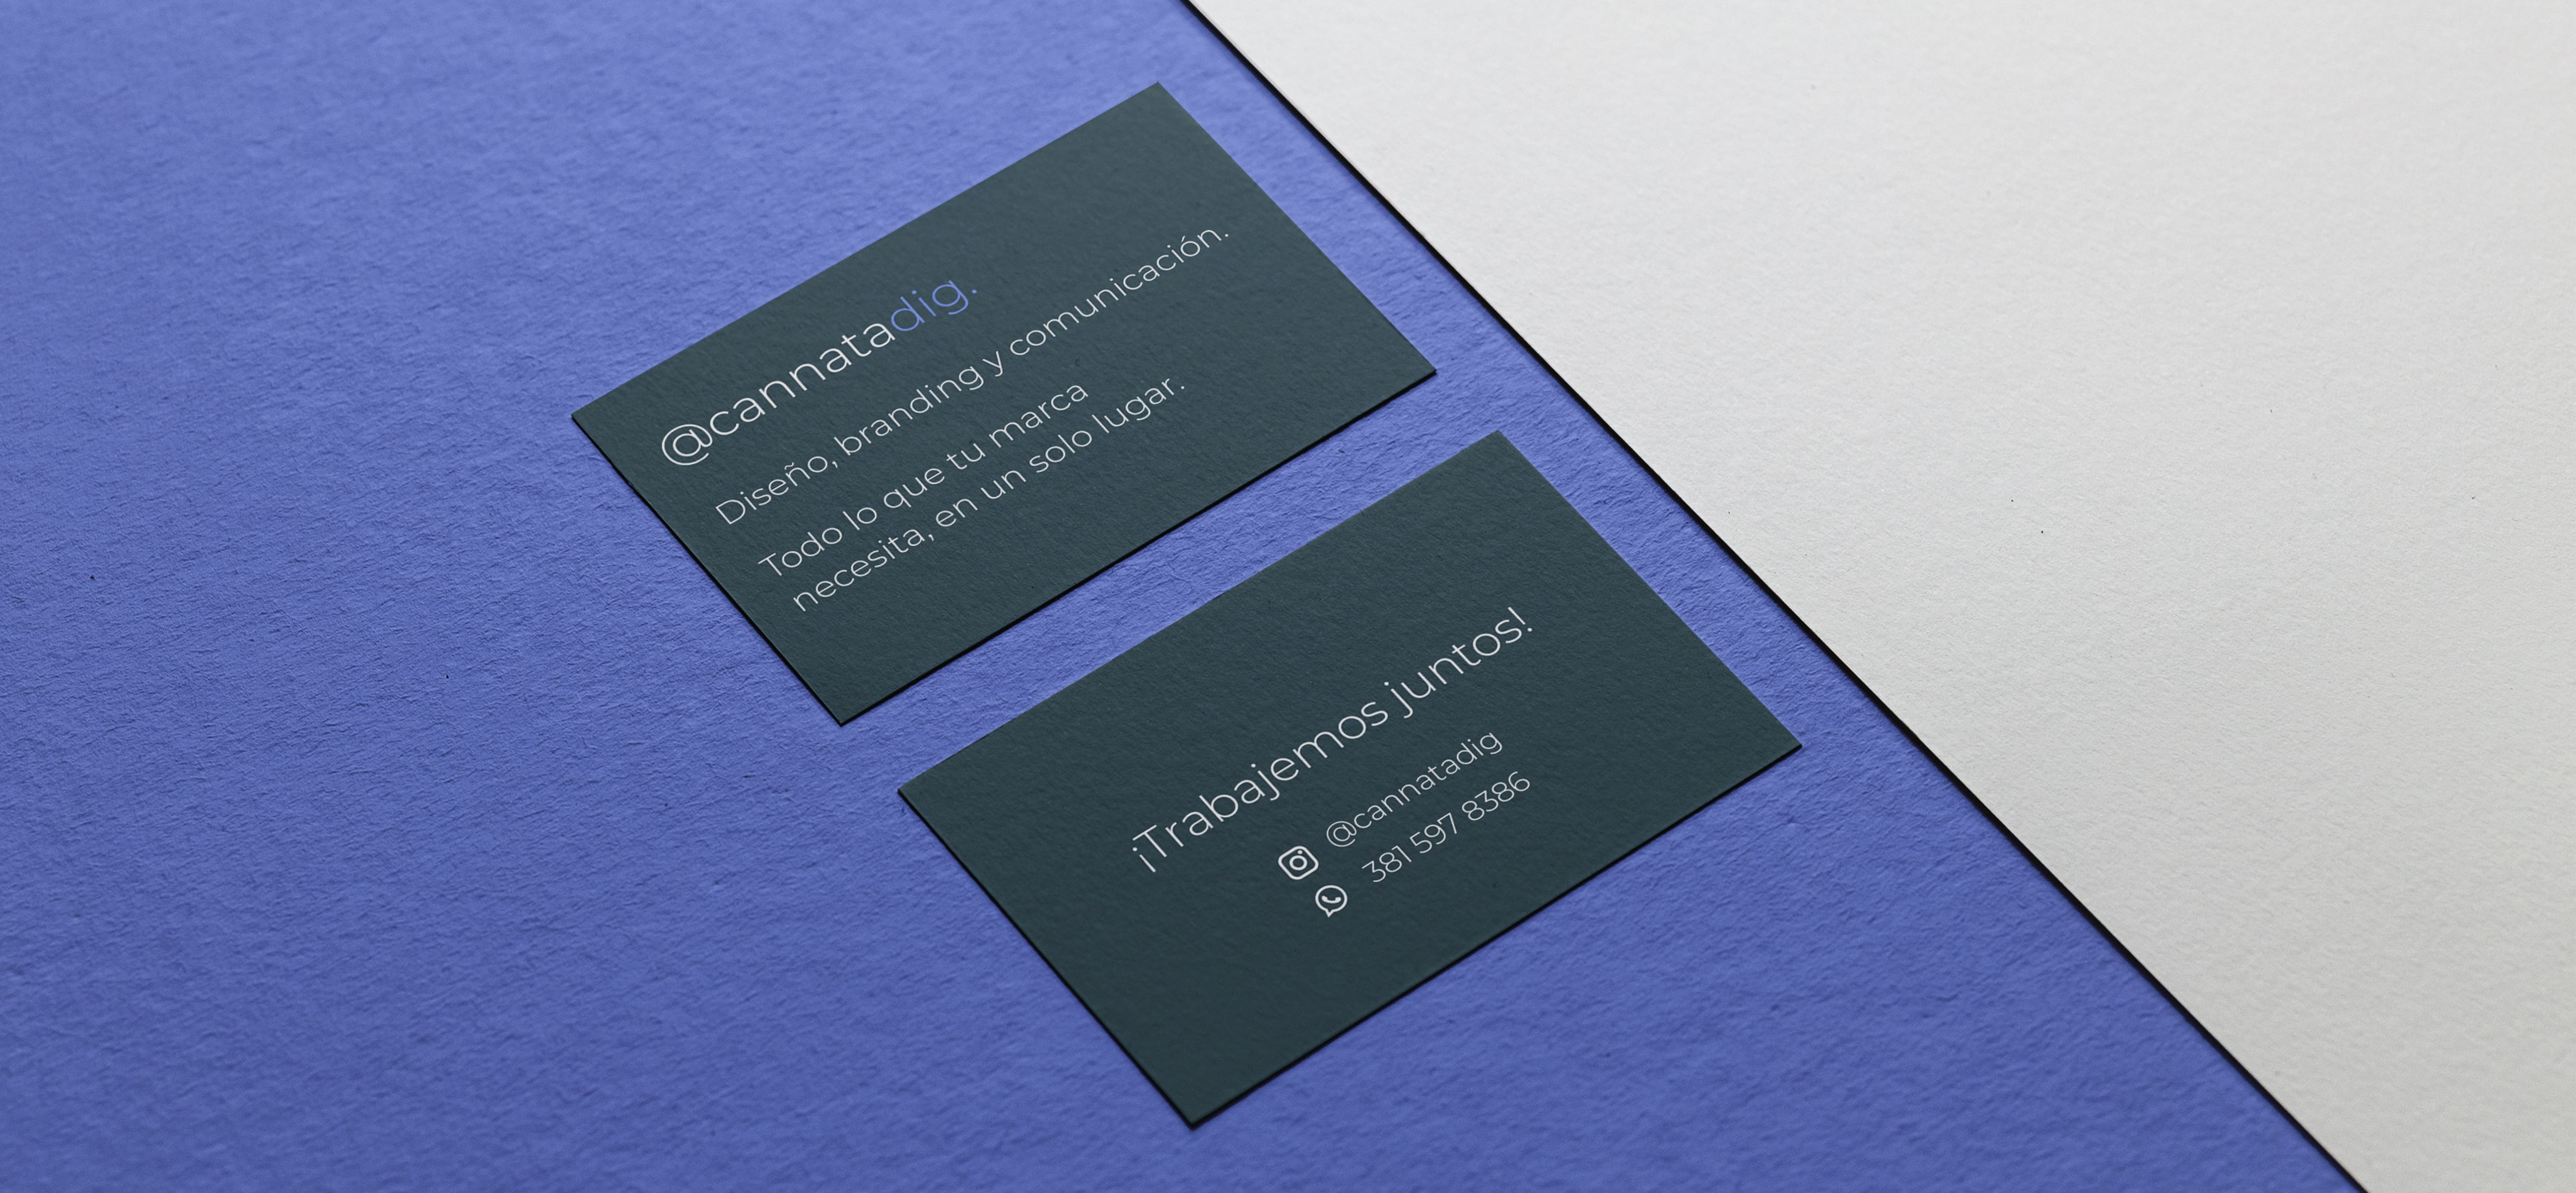 @cannatadig.
Diseño, branding y comunicación.
Todo lo que tu marca
necesita, en un solo lugar.
¡Trabajemos juntos!
@cannatadig
381 597 8386